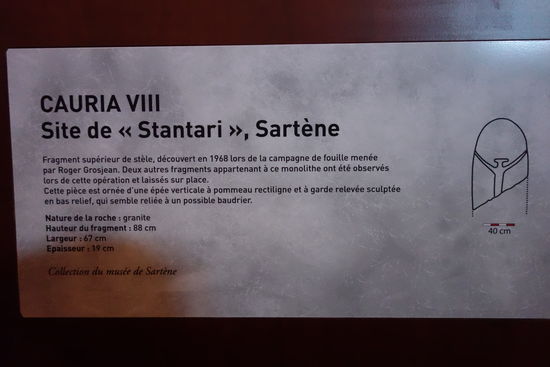 CAURIA VIII
Site de « Stantari », Sartène
Fragment supérieur de stèle, découvert en 1968 lors de la campagne de fouille menée
par Roger Grosjean. Deux autres fragments appartenant à ce monolithe ont été observés
lors de cette opération et laissés sur place.
Cette pièce est ornée d'une épée verticale à pommeau rectiligne et à garde relevée sculptée
en bas relief, qui semble reliée à un possible baudrier.
Nature de la roche : granite
Hauteur du fragment : 88 cm
Largeur : 67 cm
Epaisseur : 19 cm
Collection du musée de Sartène
40 cm